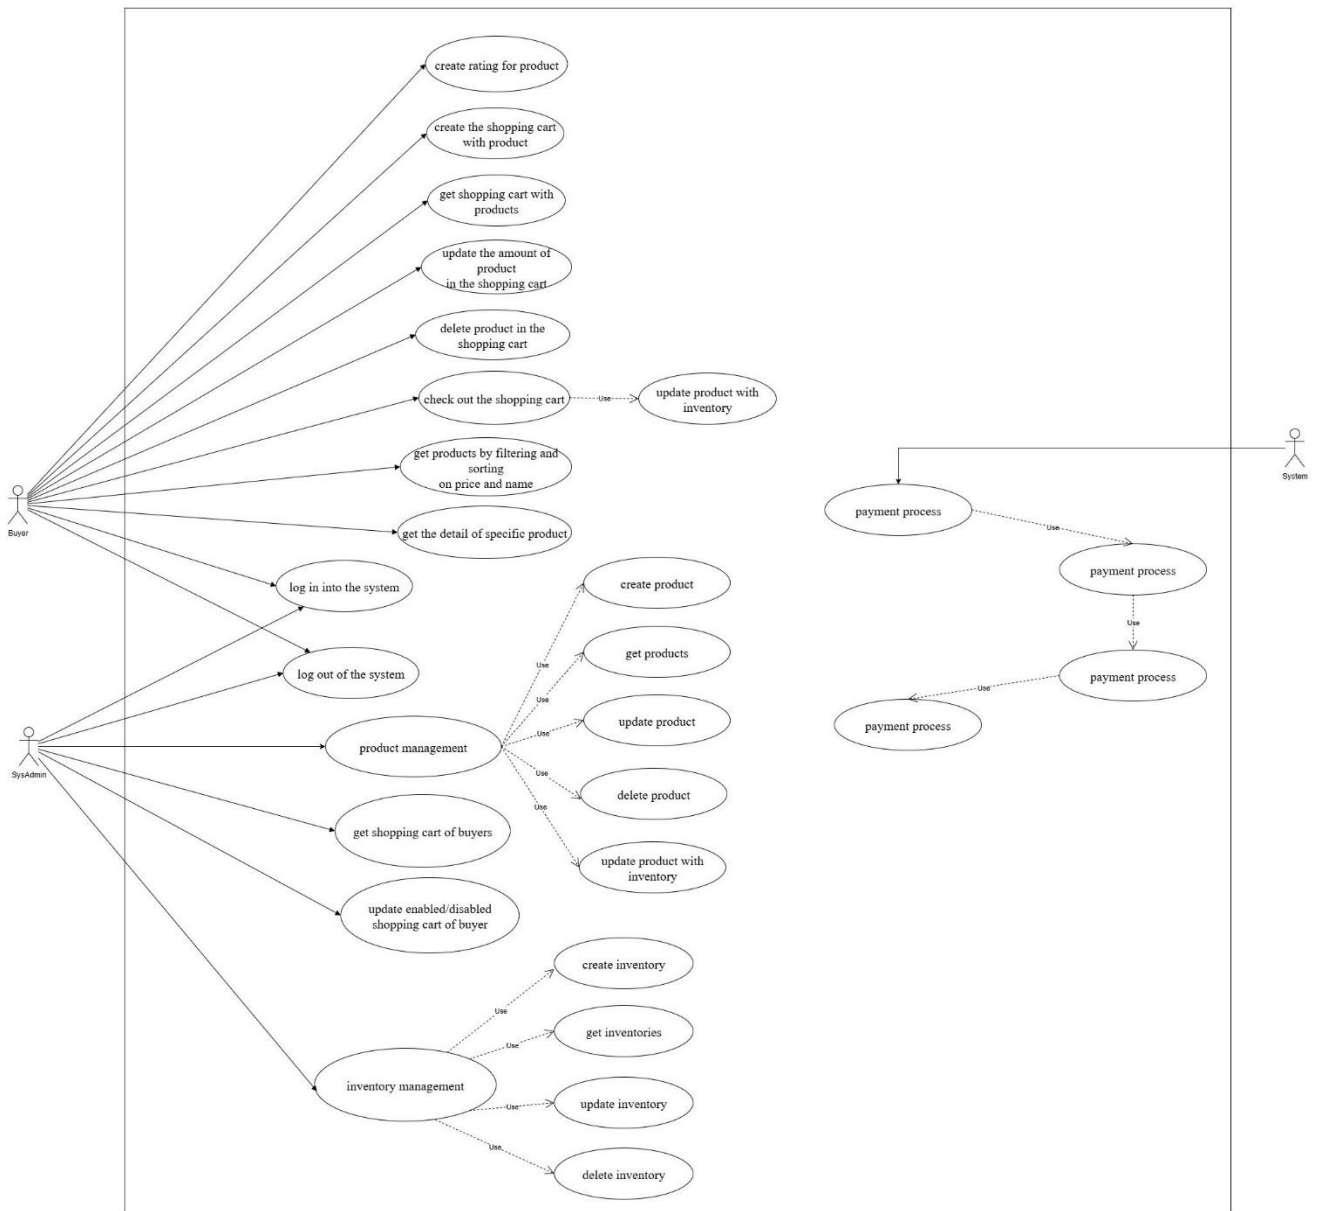 create rating for product
create the shopping cart
with product
get shopping cart with
products
update the amount of
product
in the shopping cart
delete product in the
shopping cart
check out the shopping cart
Use
update product with
inventory
get products by filtering and
sorting
on price and name
get the detail of specific product
Buyer
log in into the system
log out of the system
SysAdmin
product management
Use
create product
Use
get products
Use
update product
Use
delete product
Use
update product with
inventory
get shopping cart of buyers
update enabled/disabled
shopping cart of buyer
inventory management
Use
create inventory
Use
get inventories
Use
update inventory
Use
delete inventory
System
payment process
Use
payment process
Use
payment process
Use
payment process